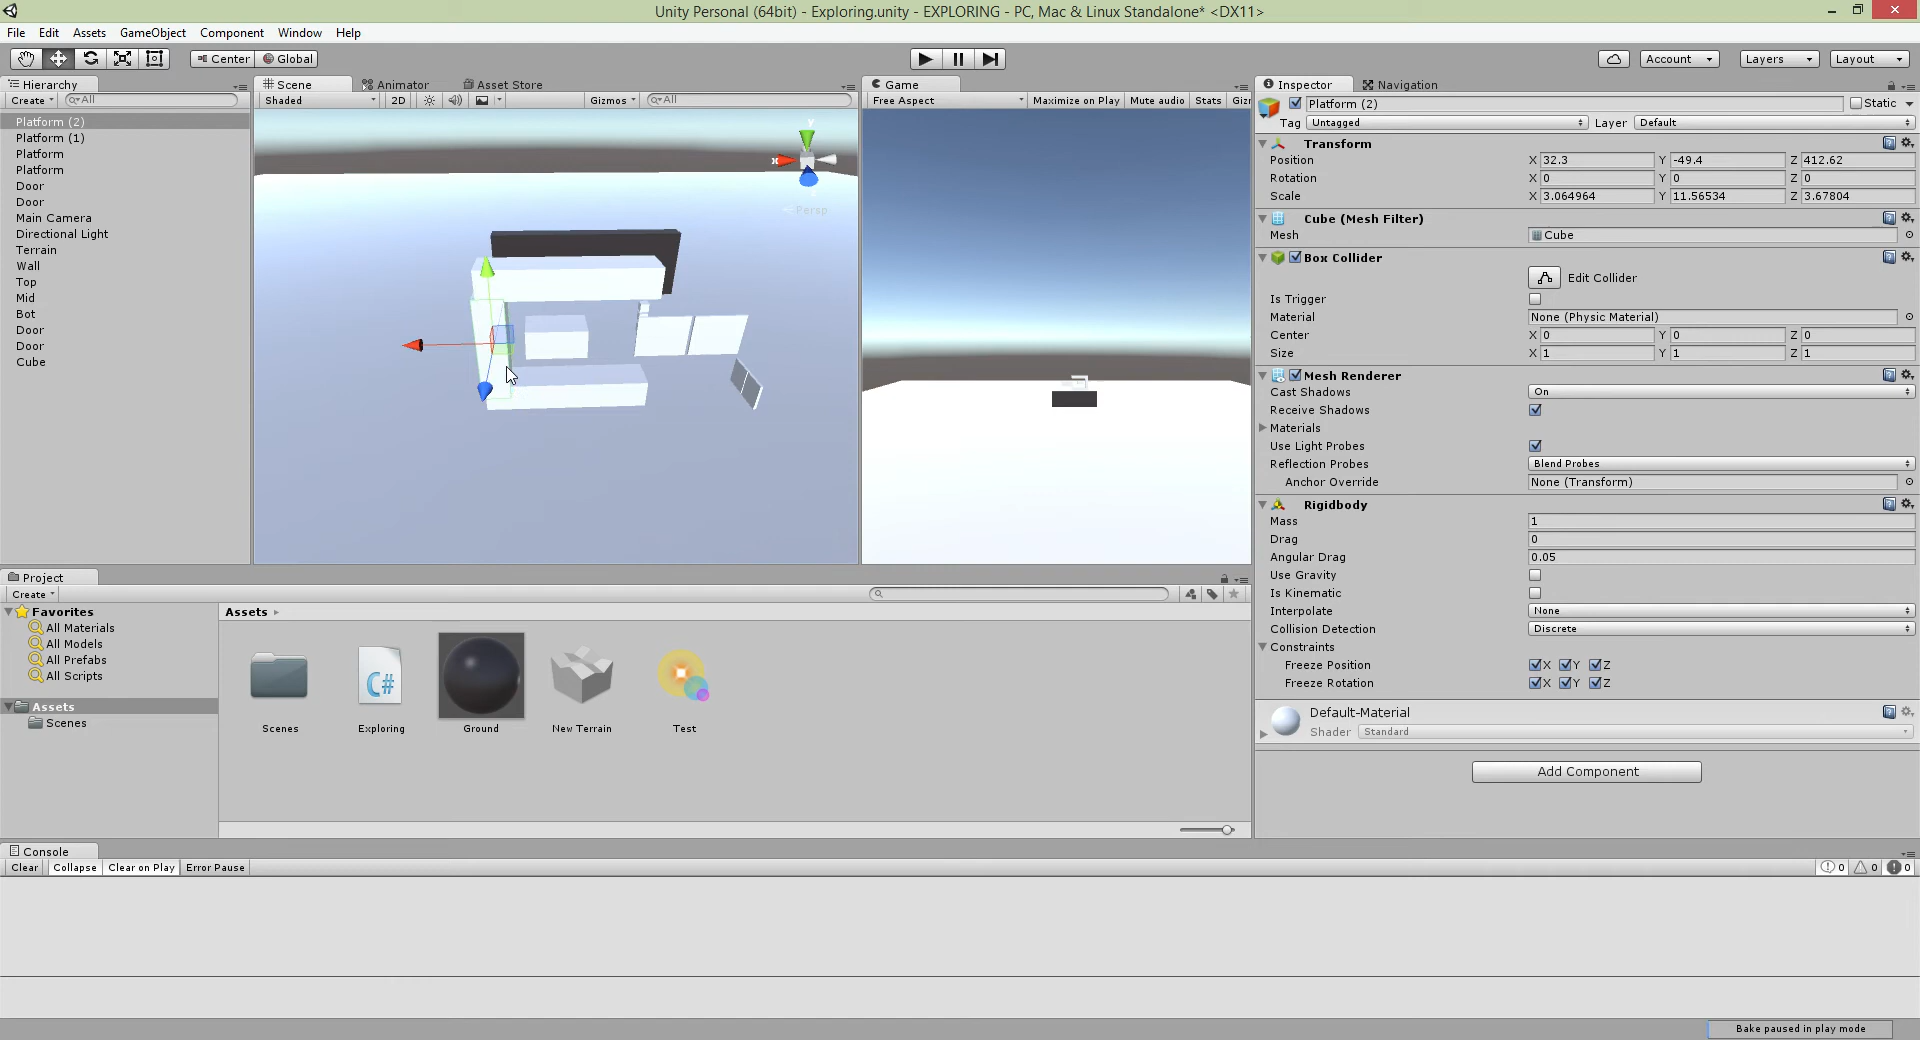 Unity Personal (64bit) - Exploring.unity - EXPLORING - PC, Mac & Linux Standalone* <DX11>
File Edit Assets GameObject Component Window Help
Center Global Account Layers Layout
Hierarchy
Create All
Platform (2)
Platform (1)
Platform
Platform
Door
Door
Main Camera
Directional Light
Terrain
Wall
Top
Mid
Bot
Door
Door
Cube
Scene Animator Asset Store
Shaded 2D Gizmos All
y
x
Persp
Game
Free Aspect Maximize on Play Mute audio Stats Giz
Inspector Navigation
Platform (2) Static
Tag Untagged Layer Default
Transform
Position X 32.3 Y -49.4 Z 412.62
Rotation X 0 Y 0 Z 0
Scale X 3.064964 Y 11.56534 Z 3.67804
Cube (Mesh Filter)
Mesh Cube
Box Collider
Edit Collider
Is Trigger
Material None (Physic Material)
Center X 0 Y 0 Z 0
Size X 1 Y 1 Z 1
Mesh Renderer
Cast Shadows On
Receive Shadows
Materials
Use Light Probes
Reflection Probes Blend Probes
Anchor Override None (Transform)
Rigidbody
Mass 1
Drag 0
Angular Drag 0.05
Use Gravity
Is Kinematic
Interpolate None
Collision Detection Discrete
Constraints
Freeze Position X Y Z
Freeze Rotation X Y Z
Default-Material
Shader Standard
Add Component
Project
Create
Favorites
All Materials
All Models
All Prefabs
All Scripts
Assets
Scenes
Assets
C#
Scenes Exploring Ground New Terrain Test
Console
Clear Collapse Clear on Play Error Pause 0 0 0
Bake paused in play mode